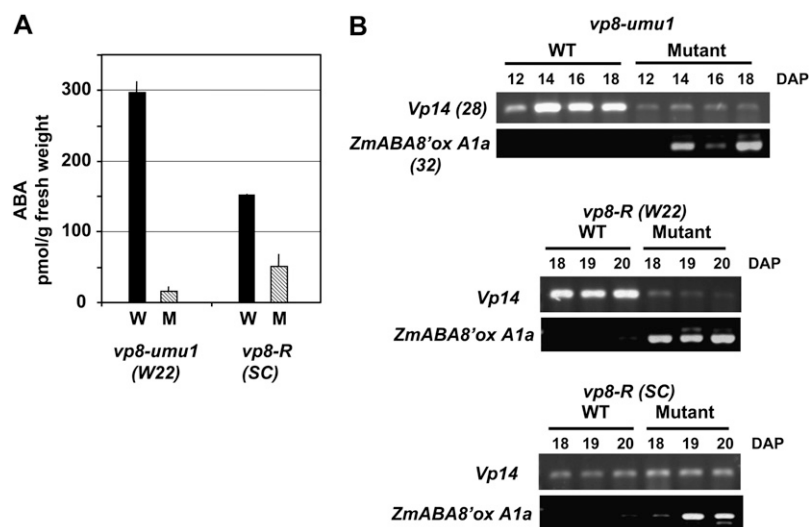 A
ABA
pmol/g fresh weight
300
200
100
0
W M W M
vp8-umu1 vp8-R
(W22) (SC)
B
vp8-umu1
WT Mutant
12 14 16 18 12 14 16 18 DAP
Vp14 (28)
ZmABA8'ox A1a
(32)
vp8-R (W22)
WT Mutant
18 19 20 18 19 20 DAP
Vp14
ZmABA8'ox A1a
vp8-R (SC)
WT Mutant
18 19 20 18 19 20 DAP
Vp14
ZmABA8'ox A1a